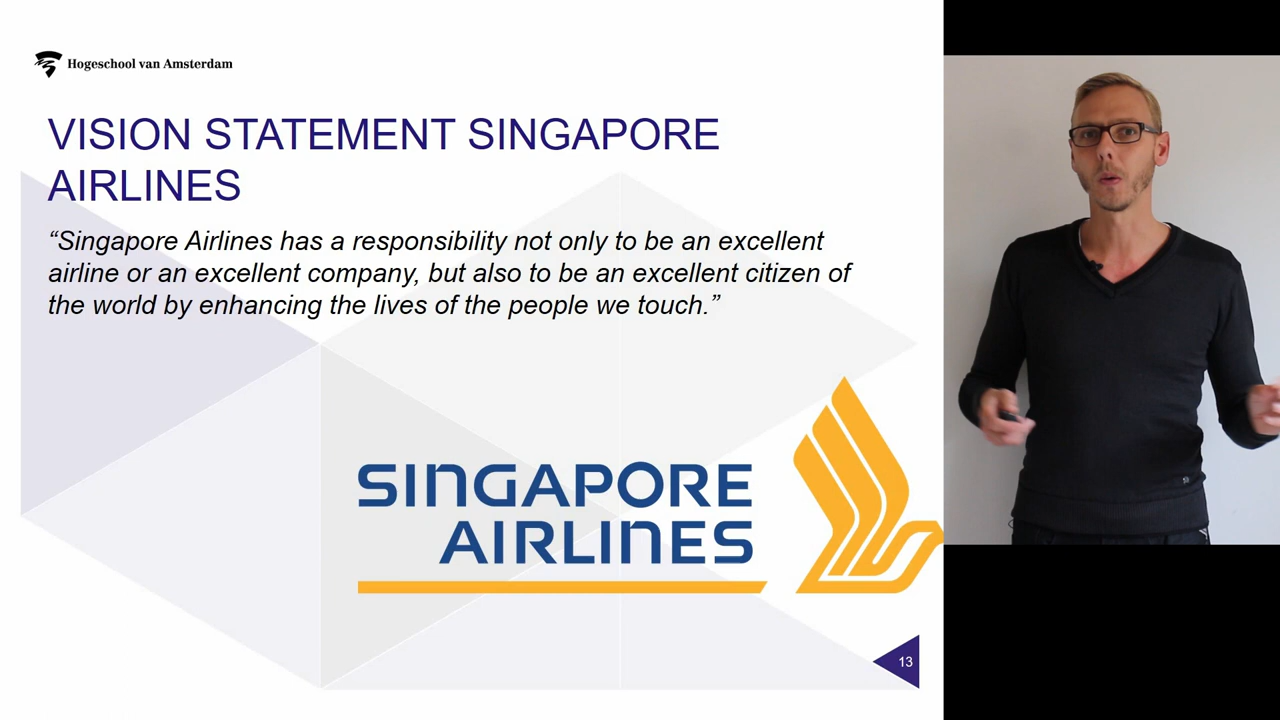 Hogeschool van Amsterdam
VISION STATEMENT SINGAPORE
AIRLINES
“Singapore Airlines has a responsibility not only to be an excellent
airline or an excellent company, but also to be an excellent citizen of
the world by enhancing the lives of the people we touch.”
SINGAPORE
AIRLINES
13